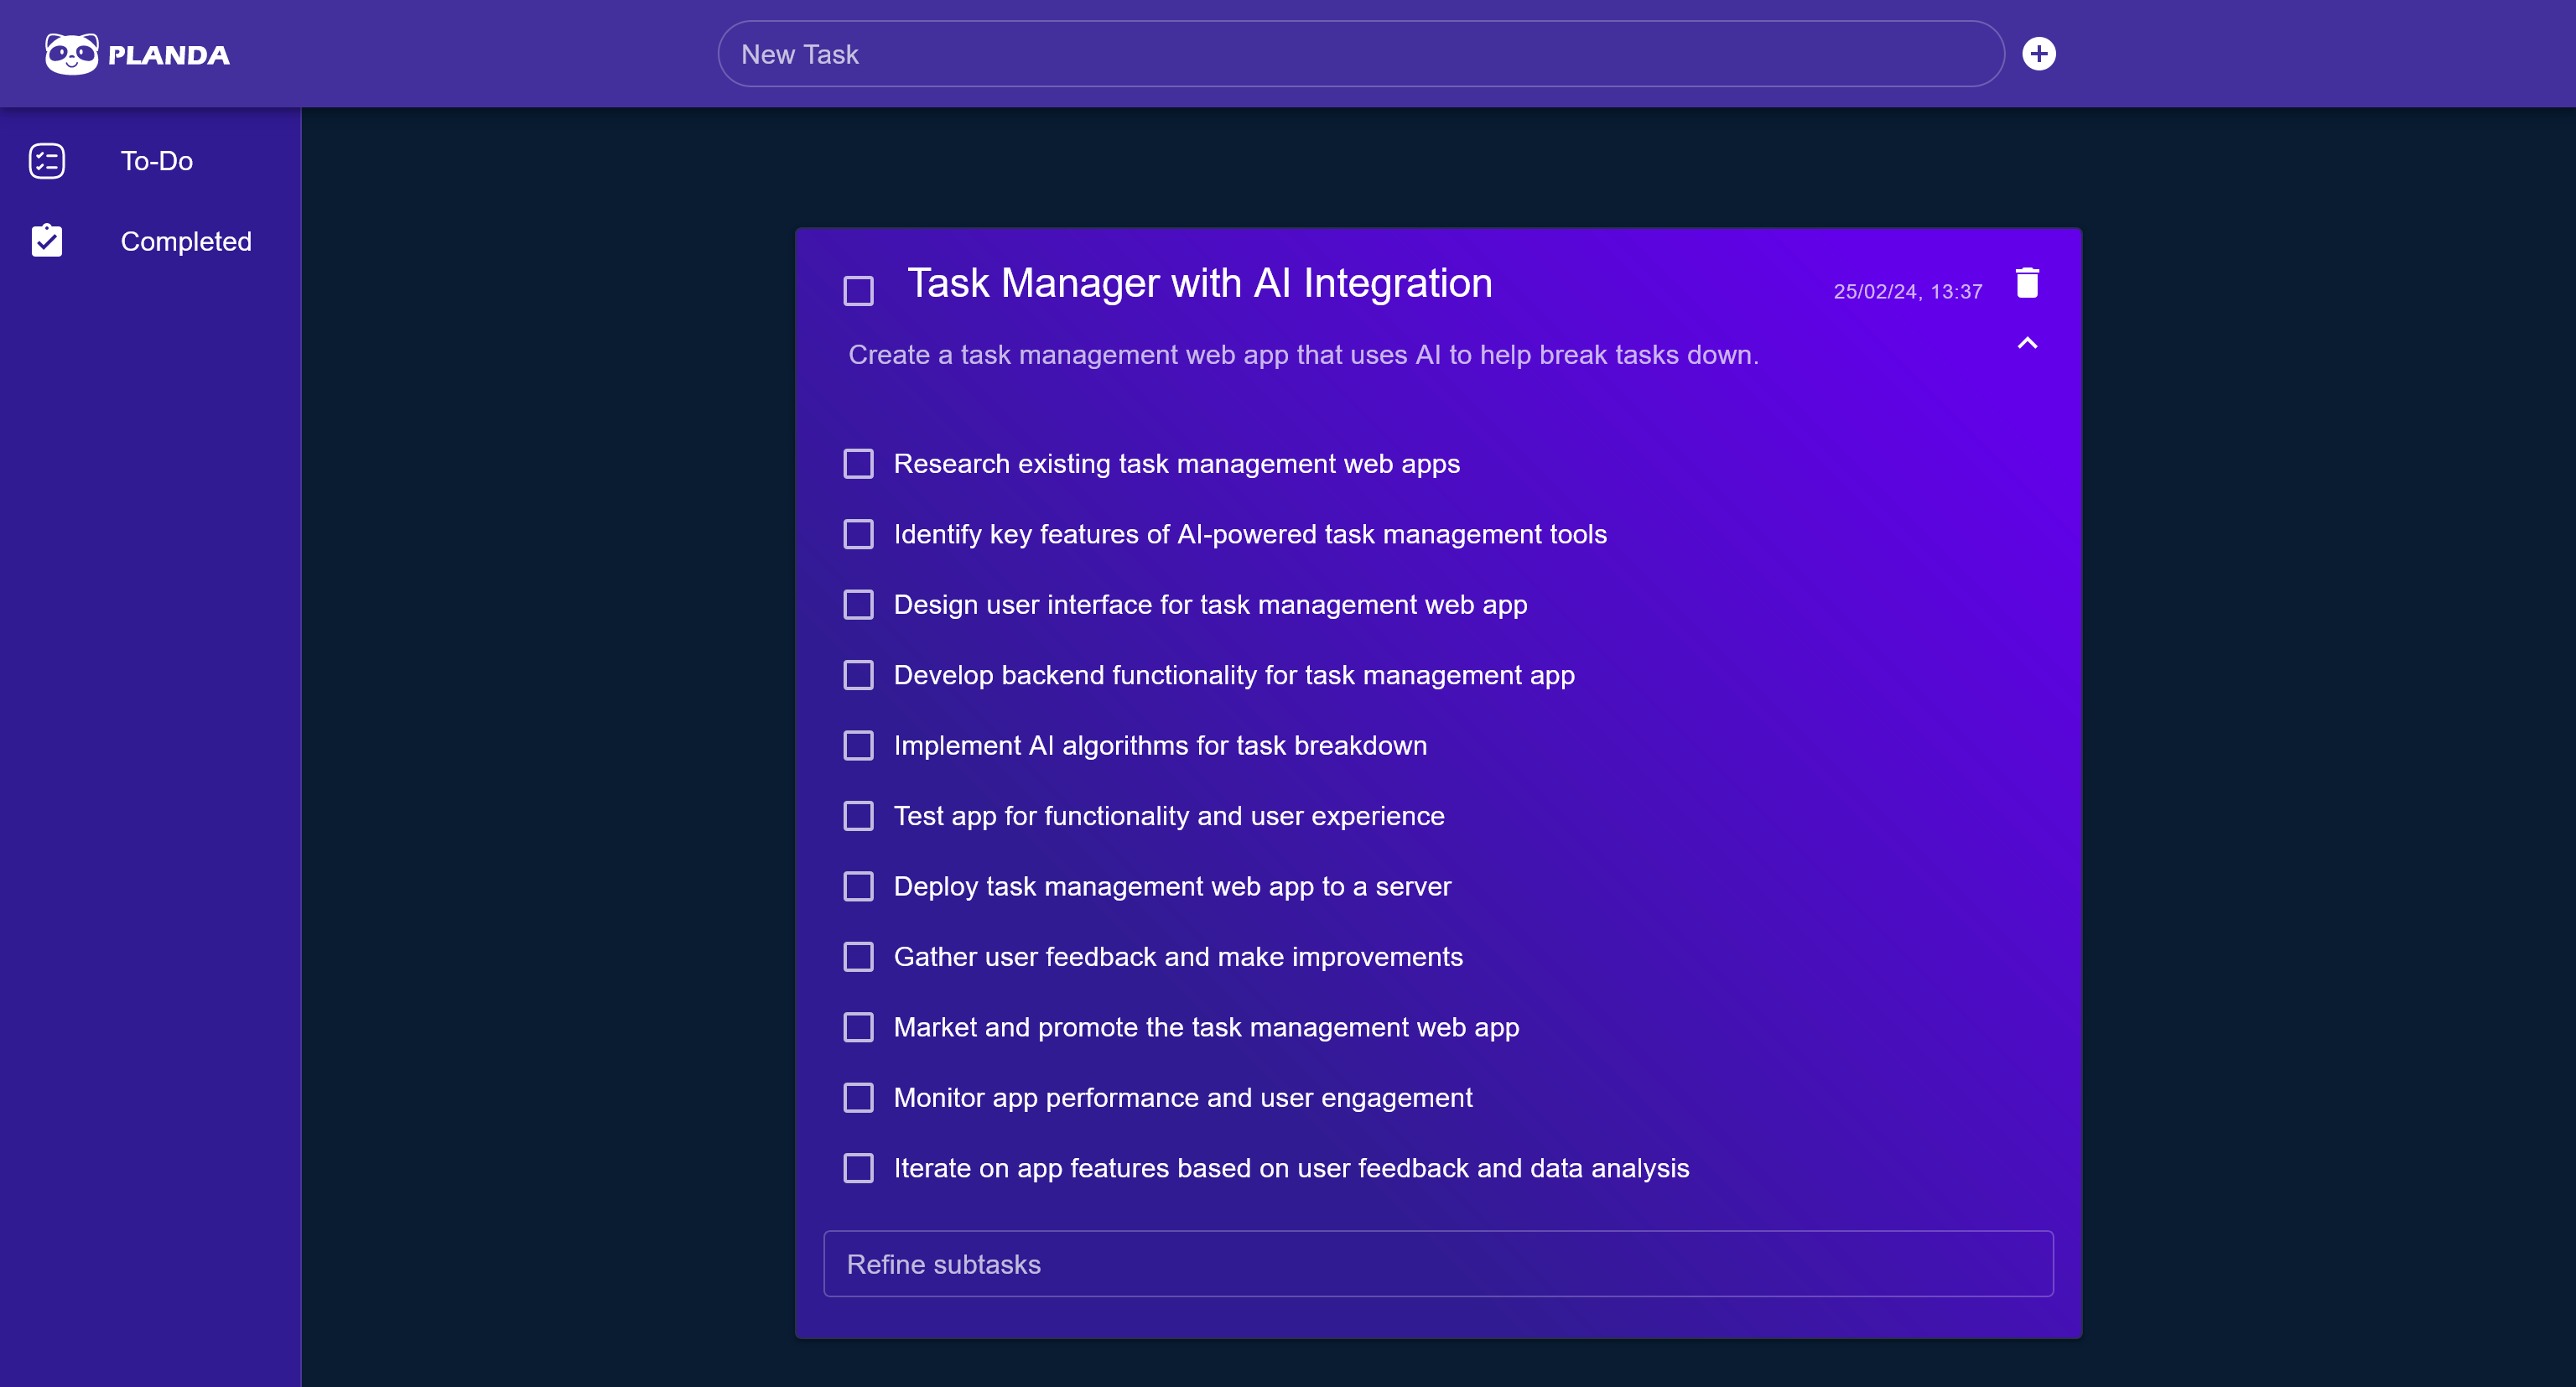 PLANDA
New Task
To-Do
Completed
Task Manager with AI Integration
25/02/24, 13:37
Create a task management web app that uses AI to help break tasks down.
Research existing task management web apps
Identify key features of AI-powered task management tools
Design user interface for task management web app
Develop backend functionality for task management app
Implement AI algorithms for task breakdown
Test app for functionality and user experience
Deploy task management web app to a server
Gather user feedback and make improvements
Market and promote the task management web app
Monitor app performance and user engagement
Iterate on app features based on user feedback and data analysis
Refine subtasks